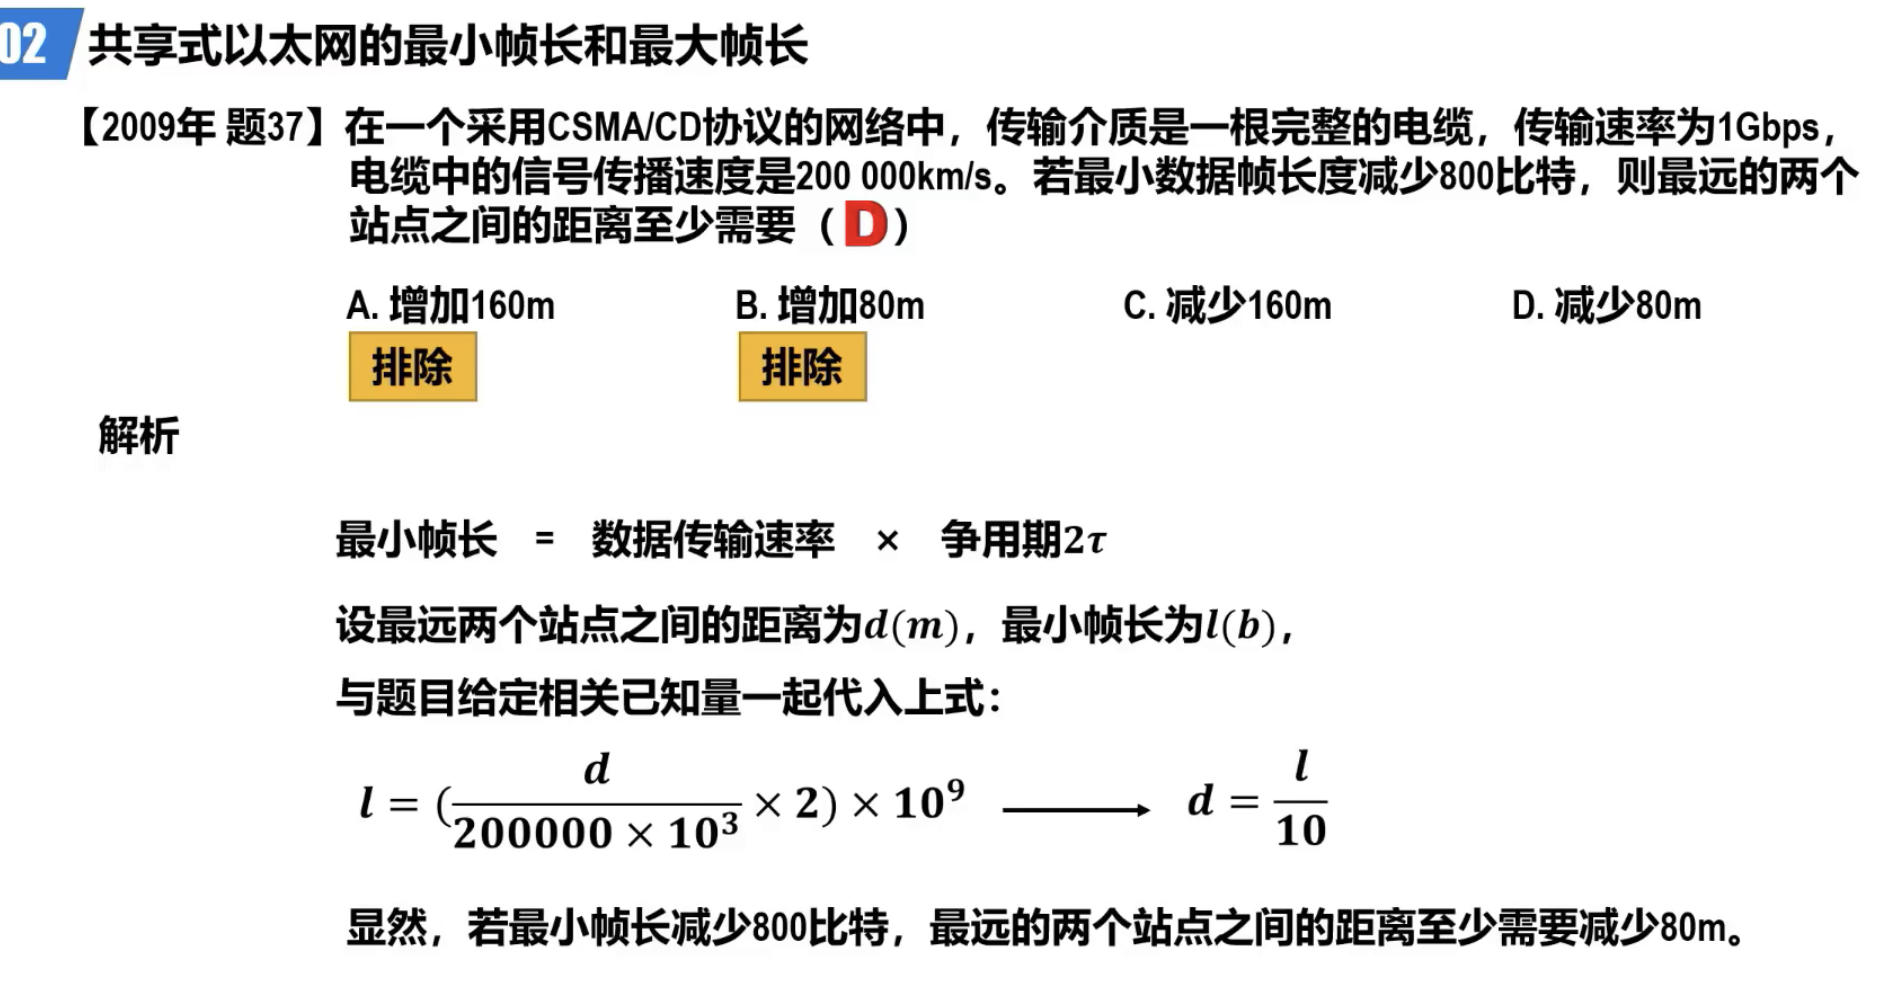 02 共享式以太网的最小帧长和最大帧长
【2009年 题37】在一个采用CSMA/CD协议的网络中，传输介质是一根完整的电缆，传输速率为1Gbps，
电缆中的信号传播速度是200 000km/s。若最小数据帧长度减少800比特，则最远的两个
站点之间的距离至少需要（D）
A. 增加160m B. 增加80m C. 减少160m D. 减少80m
排除 排除
解析
最小帧长 = 数据传输速率 × 争用期2τ
设最远两个站点之间的距离为d(m)，最小帧长为l(b)，
与题目给定相关已知量一起代入上式：
l = (d/(200000 × 10³) × 2) × 10⁹ ⟶ d = l/10
显然，若最小帧长减少800比特，最远的两个站点之间的距离至少需要减少80m。